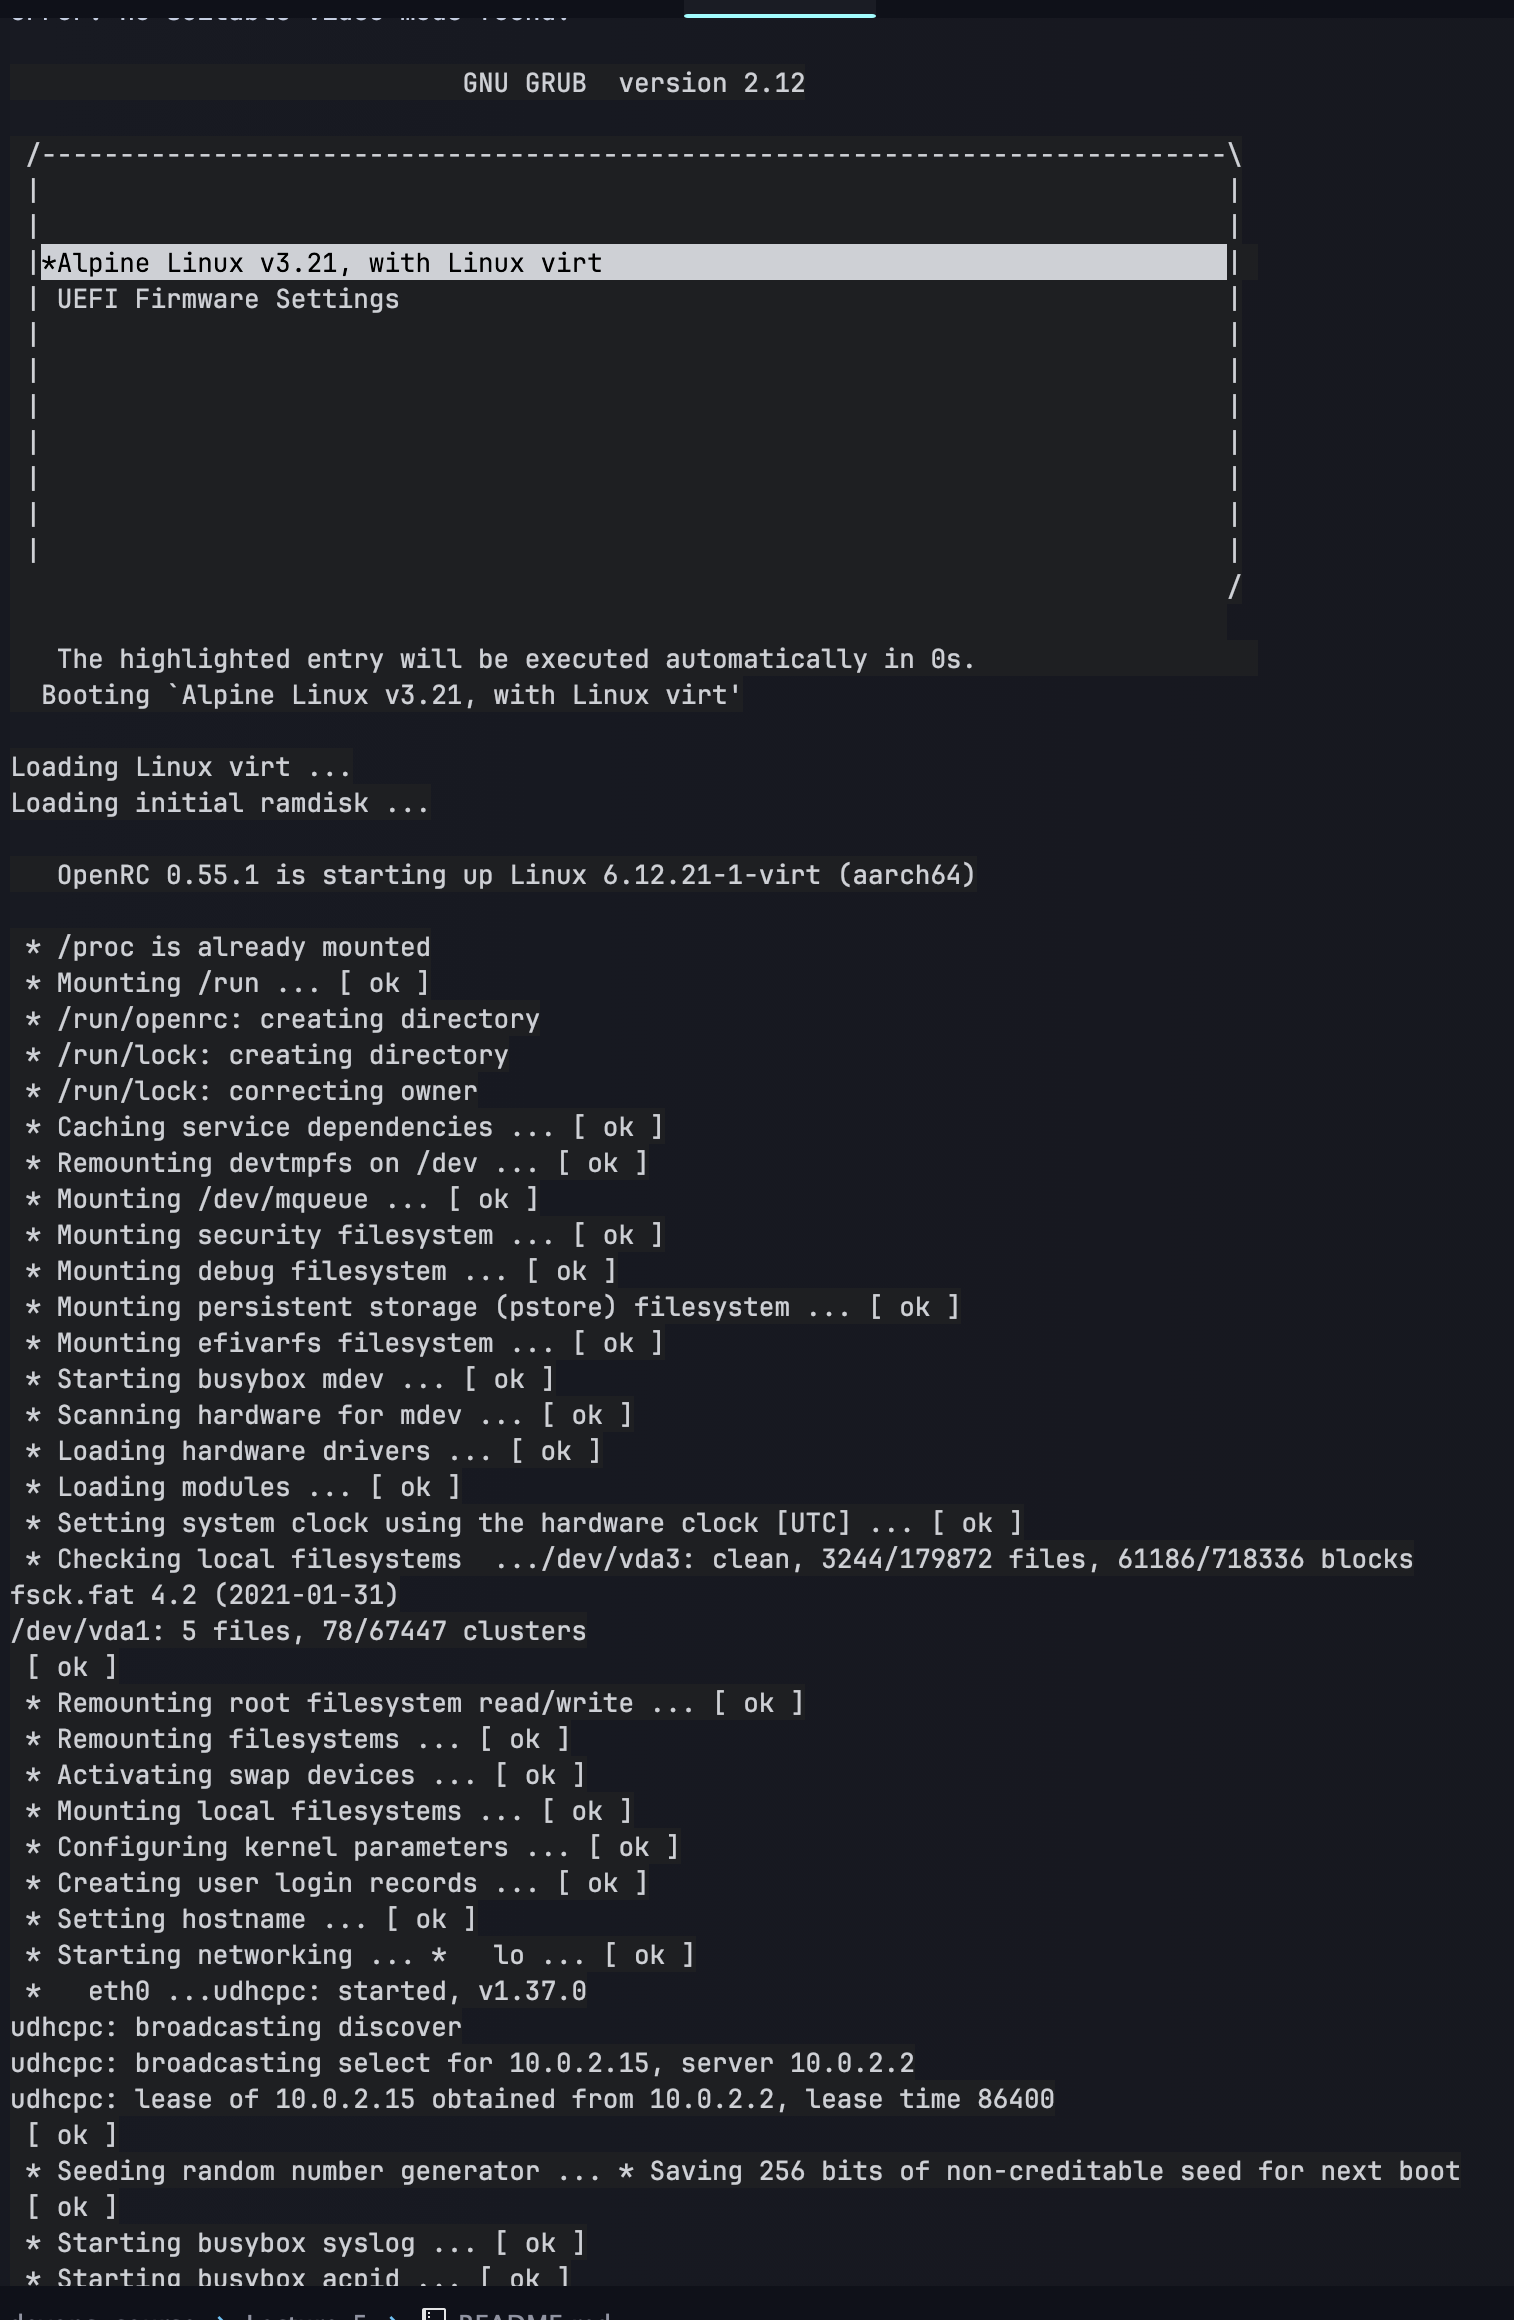 error: no suitable video mode found.
GNU GRUB  version 2.12
/----------------------------------------------------------------------------\
|                                                                            |
|                                                                            |
|*Alpine Linux v3.21, with Linux virt                                        |
| UEFI Firmware Settings                                                     |
|                                                                            |
|                                                                            |
|                                                                            |
|                                                                            |
|                                                                            |
|                                                                            |
|                                                                            |
/
The highlighted entry will be executed automatically in 0s.
Booting `Alpine Linux v3.21, with Linux virt'
Loading Linux virt ...
Loading initial ramdisk ...
OpenRC 0.55.1 is starting up Linux 6.12.21-1-virt (aarch64)
* /proc is already mounted
* Mounting /run ... [ ok ]
* /run/openrc: creating directory
* /run/lock: creating directory
* /run/lock: correcting owner
* Caching service dependencies ... [ ok ]
* Remounting devtmpfs on /dev ... [ ok ]
* Mounting /dev/mqueue ... [ ok ]
* Mounting security filesystem ... [ ok ]
* Mounting debug filesystem ... [ ok ]
* Mounting persistent storage (pstore) filesystem ... [ ok ]
* Mounting efivarfs filesystem ... [ ok ]
* Starting busybox mdev ... [ ok ]
* Scanning hardware for mdev ... [ ok ]
* Loading hardware drivers ... [ ok ]
* Loading modules ... [ ok ]
* Setting system clock using the hardware clock [UTC] ... [ ok ]
* Checking local filesystems  .../dev/vda3: clean, 3244/179872 files, 61186/718336 blocks
fsck.fat 4.2 (2021-01-31)
/dev/vda1: 5 files, 78/67447 clusters
[ ok ]
* Remounting root filesystem read/write ... [ ok ]
* Remounting filesystems ... [ ok ]
* Activating swap devices ... [ ok ]
* Mounting local filesystems ... [ ok ]
* Configuring kernel parameters ... [ ok ]
* Creating user login records ... [ ok ]
* Setting hostname ... [ ok ]
* Starting networking ... *   lo ... [ ok ]
*   eth0 ...udhcpc: started, v1.37.0
udhcpc: broadcasting discover
udhcpc: broadcasting select for 10.0.2.15, server 10.0.2.2
udhcpc: lease of 10.0.2.15 obtained from 10.0.2.2, lease time 86400
[ ok ]
* Seeding random number generator ... * Saving 256 bits of non-creditable seed for next boot
[ ok ]
* Starting busybox syslog ... [ ok ]
* Starting busybox acpid ... [ ok ]
README.md